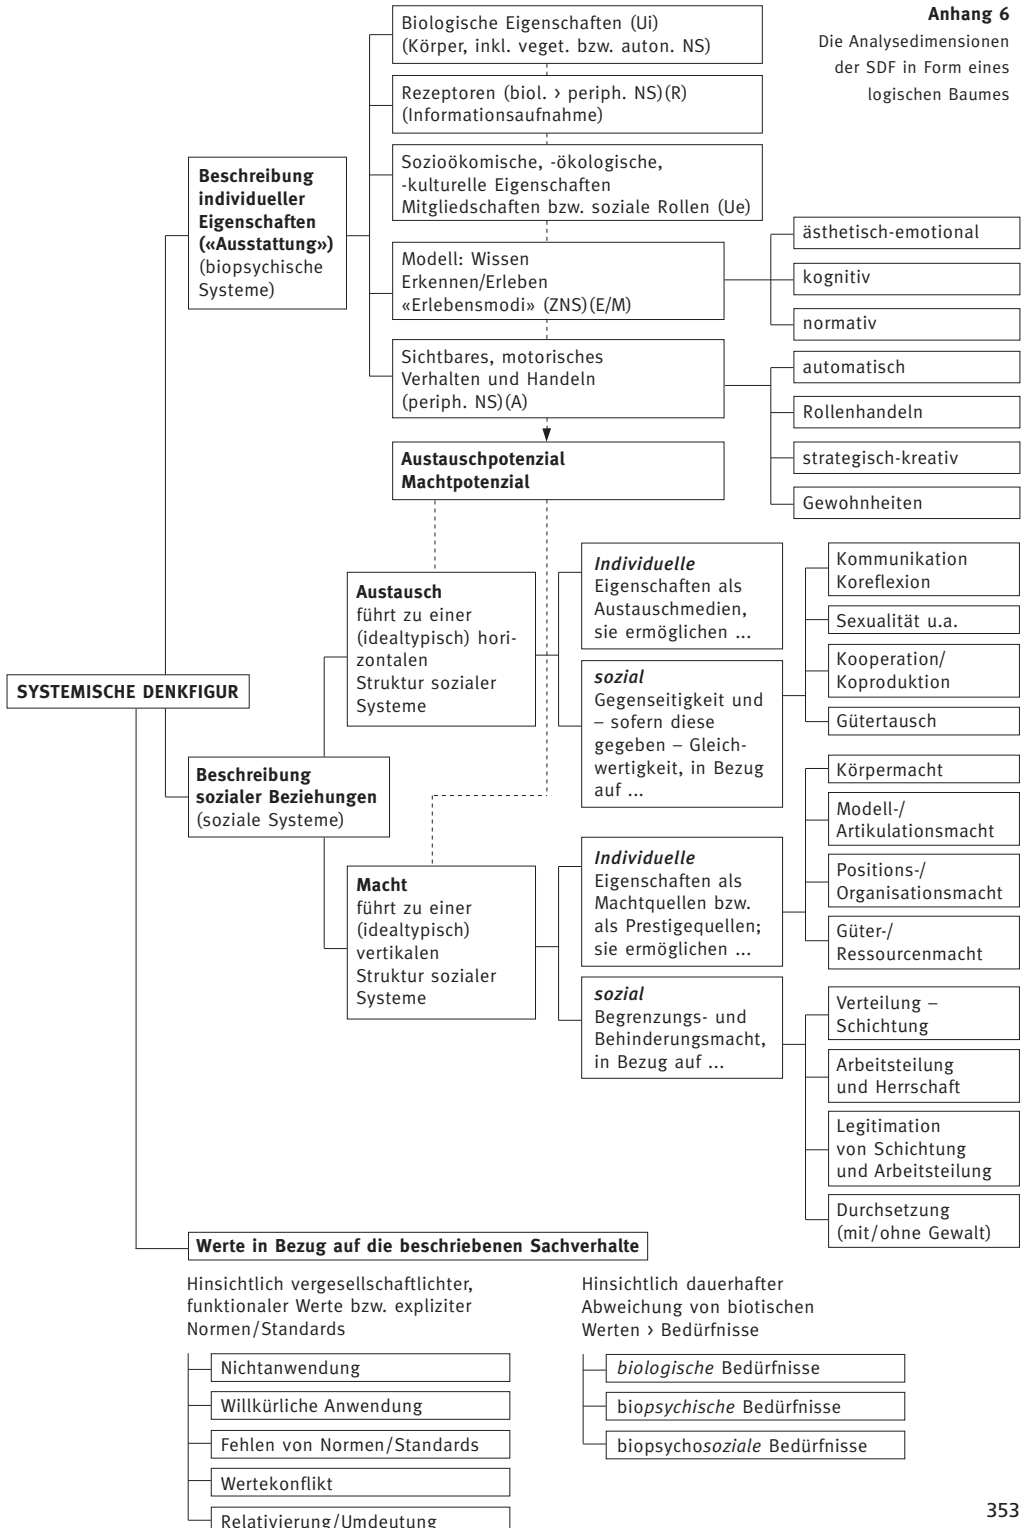 Anhang 6
Die Analysedimensionen
der SDF in Form eines
logischen Baumes
SYSTEMISCHE DENKFIGUR
Beschreibung
individueller
Eigenschaften
(«Ausstattung»)
(biopsychische
Systeme)
Biologische Eigenschaften (Ui)
(Körper, inkl. veget. bzw. auton. NS)
Rezeptoren (biol. > periph. NS)(R)
(Informationsaufnahme)
Sozioökomische, -ökologische,
-kulturelle Eigenschaften
Mitgliedschaften bzw. soziale Rollen (Ue)
Modell: Wissen
Erkennen/Erleben
«Erlebensmodi» (ZNS)(E/M)
ästhetisch-emotional
kognitiv
normativ
Sichtbares, motorisches
Verhalten und Handeln
(periph. NS)(A)
automatisch
Rollenhandeln
strategisch-kreativ
Gewohnheiten
Austauschpotenzial
Machtpotenzial
Beschreibung
sozialer Beziehungen
(soziale Systeme)
Austausch
führt zu einer
(idealtypisch) hori-
zontalen
Struktur sozialer
Systeme
Individuelle
Eigenschaften als
Austauschmedien,
sie ermöglichen ...
sozial
Gegenseitigkeit und
– sofern diese
gegeben – Gleich-
wertigkeit, in Bezug
auf ...
Kommunikation
Koreflexion
Sexualität u.a.
Kooperation/
Koproduktion
Gütertausch
Macht
führt zu einer
(idealtypisch)
vertikalen
Struktur sozialer
Systeme
Individuelle
Eigenschaften als
Machtquellen bzw.
als Prestigequellen;
sie ermöglichen ...
Körpermacht
Modell-/
Artikulationsmacht
Positions-/
Organisationsmacht
Güter-/
Ressourcenmacht
sozial
Begrenzungs- und
Behinderungsmacht,
in Bezug auf ...
Verteilung –
Schichtung
Arbeitsteilung
und Herrschaft
Legitimation
von Schichtung
und Arbeitsteilung
Durchsetzung
(mit/ohne Gewalt)
Werte in Bezug auf die beschriebenen Sachverhalte
Hinsichtlich vergesellschaftlichter,
funktionaler Werte bzw. expliziter
Normen/Standards
Nichtanwendung
Willkürliche Anwendung
Fehlen von Normen/Standards
Wertekonflikt
Relativierung/Umdeutung
Hinsichtlich dauerhafter
Abweichung von biotischen
Werten > Bedürfnisse
biologische Bedürfnisse
biopsychische Bedürfnisse
biopsychosoziale Bedürfnisse
353